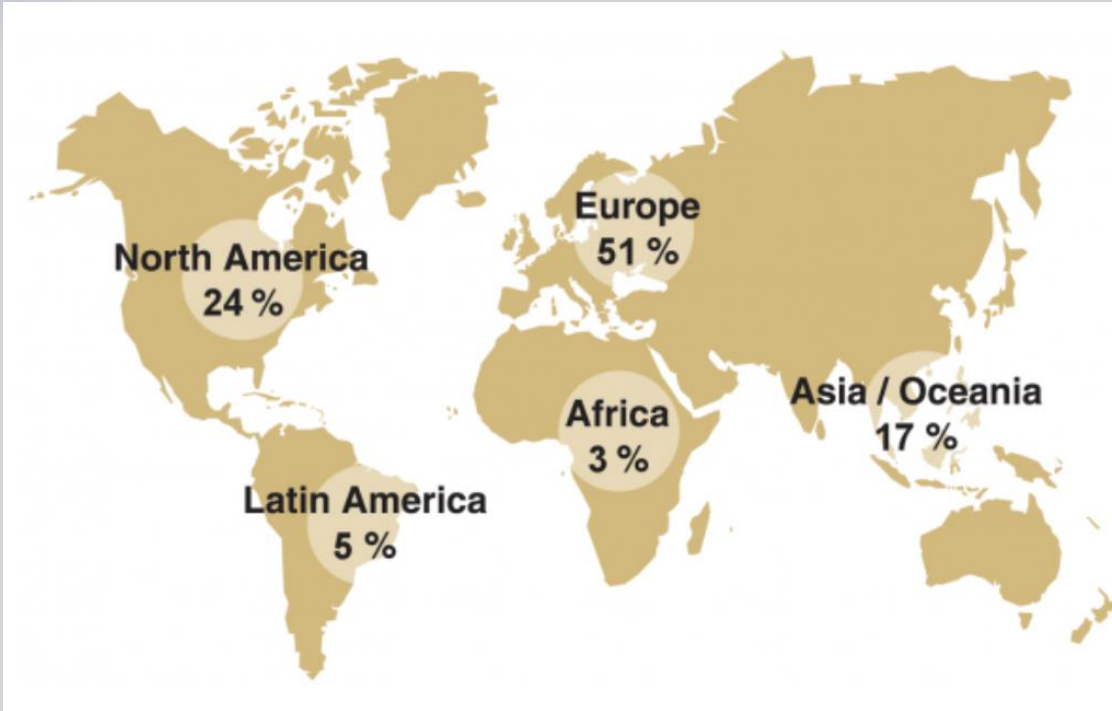 Europe
51 %
North America
24 %
Asia / Oceania
17 %
Africa
3 %
Latin America
5 %